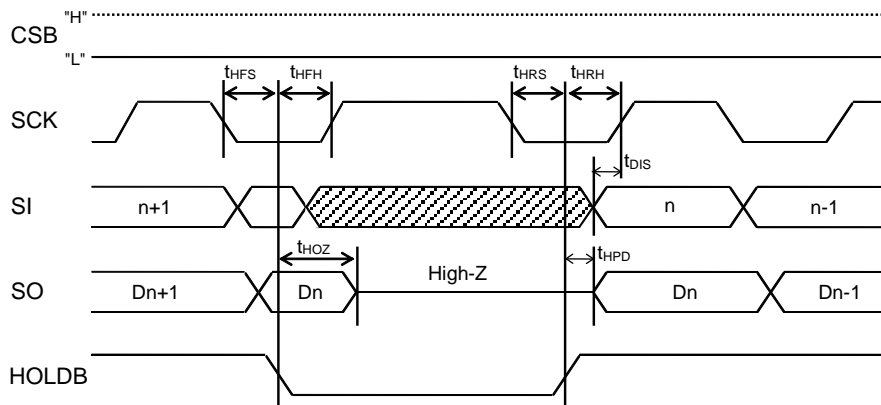 "H"
CSB
"L"
tHFS tHFH tHRS tHRH
SCK
tDIS
SI n+1 n n-1
tHOZ tHPD
High-Z
SO Dn+1 Dn Dn Dn-1
HOLDB